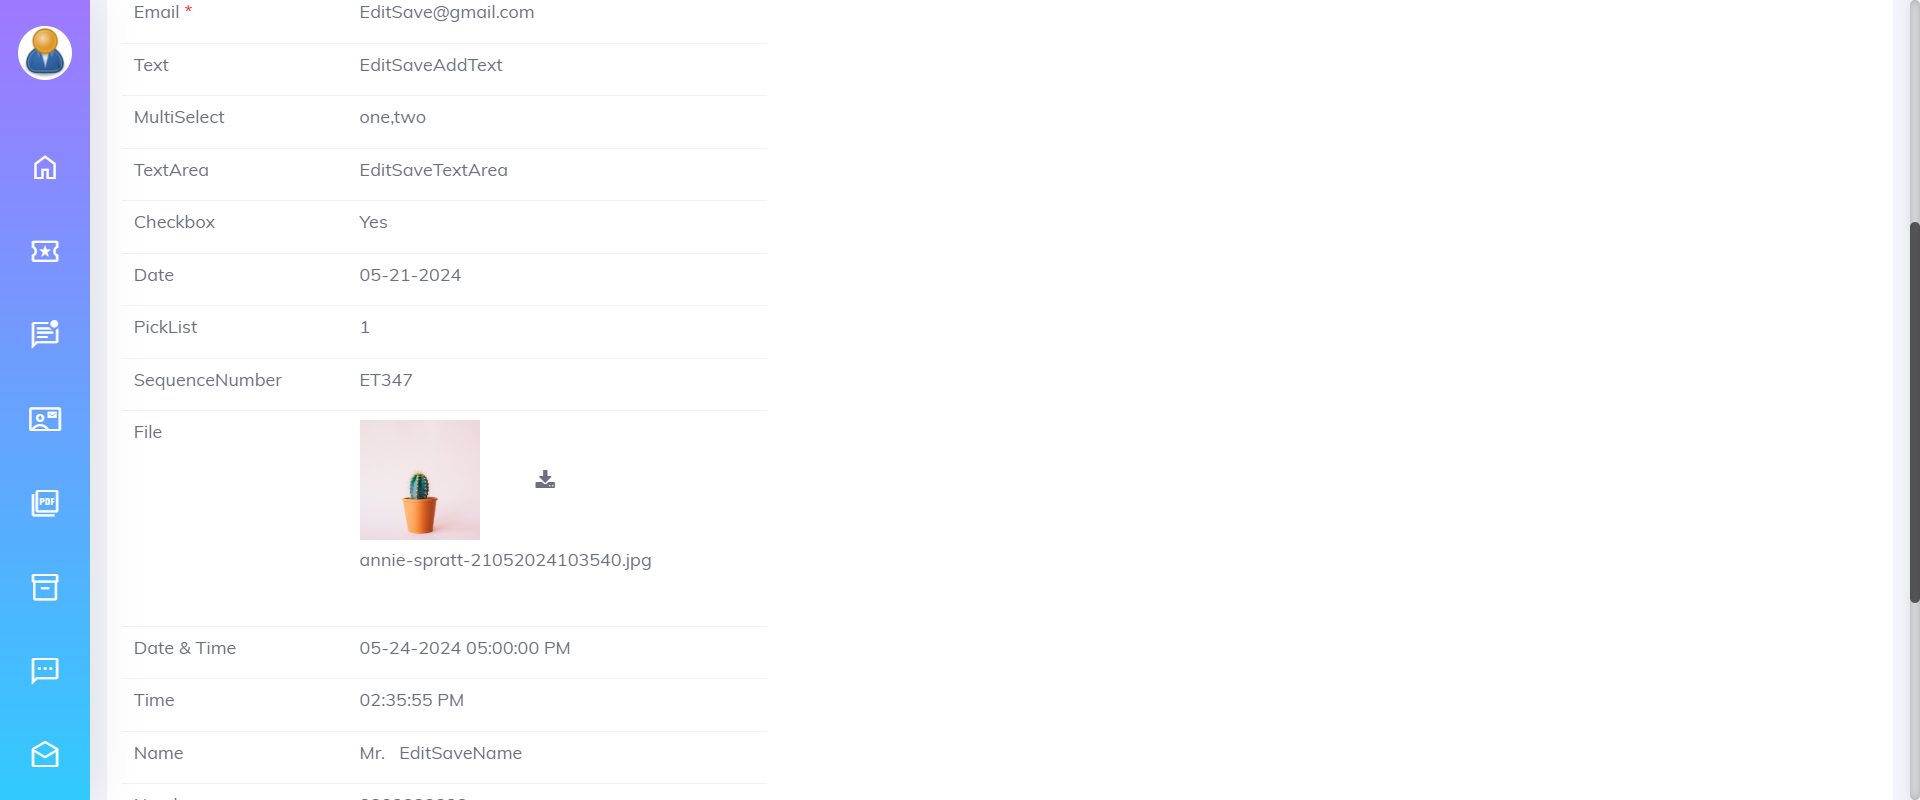 Email * EditSave@gmail.com
Text EditSaveAddText
MultiSelect one,two
TextArea EditSaveTextArea
Checkbox Yes
Date 05-21-2024
PickList 1
SequenceNumber ET347
File
PDF
annie-spratt-21052024103540.jpg
Date & Time 05-24-2024 05:00:00 PM
Time 02:35:55 PM
Name Mr. EditSaveName